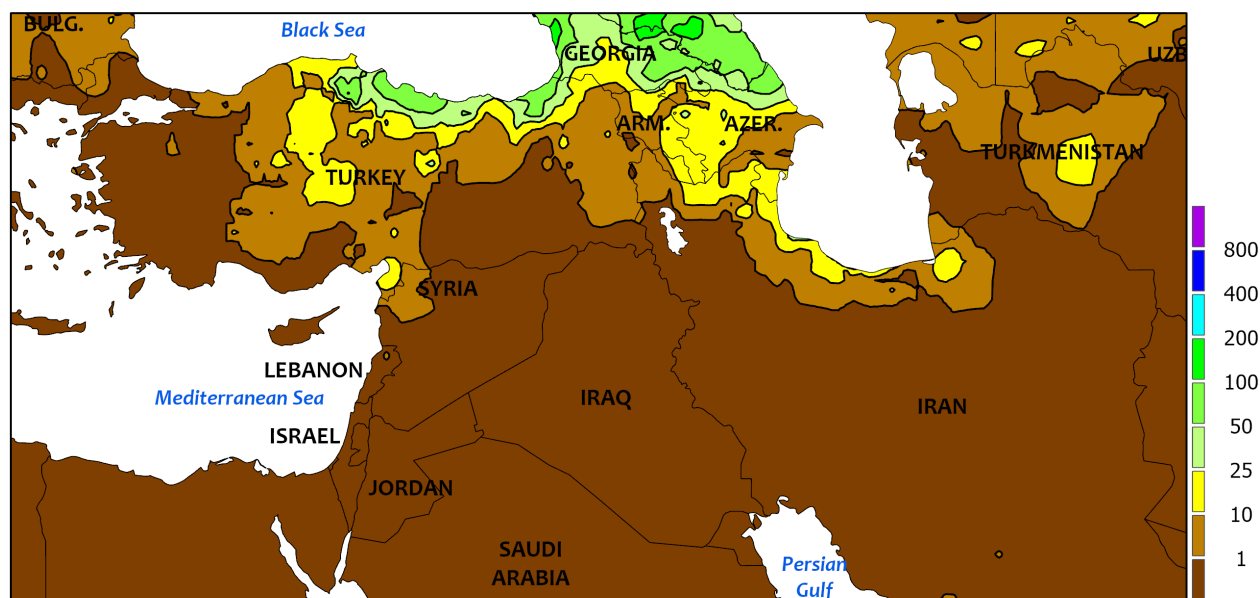 BULG.
Black Sea
GEORGIA
UZB
ARM.
AZER.
TURKMENISTAN
TURKEY
SYRIA
LEBANON
Mediterranean Sea
IRAQ
IRAN
ISRAEL
JORDAN
SAUDI
ARABIA
Persian
Gulf
800
400
200
100
50
25
10
1